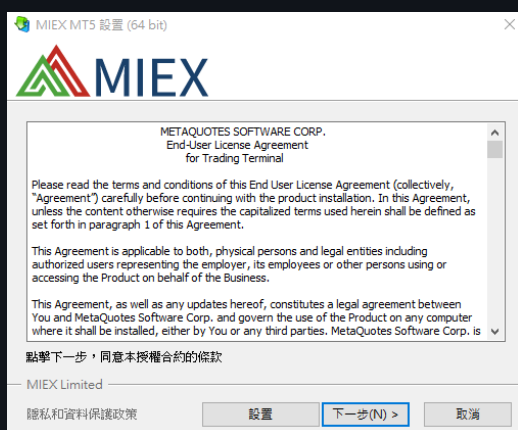 MIEX MT5 設置 (64 bit)
MIEX
METAQUOTES SOFTWARE CORP.
End-User License Agreement
for Trading Terminal
Please read the terms and conditions of this End User License Agreement (collectively,
"Agreement") carefully before continuing with the product installation. In this Agreement,
unless the content otherwise requires the capitalized terms used herein shall be defined as
set forth in paragraph 1 of this Agreement.
This Agreement is applicable to both, physical persons and legal entities including
authorized users representing the employer, its employees or other persons using or
accessing the Product on behalf of the Business.
This Agreement, as well as any updates hereof, constitutes a legal agreement between
You and MetaQuotes Software Corp. and govern the use of the Product on any computer
where it shall be installed, either by You or any third parties. MetaQuotes Software Corp. is
點擊下一步，同意本授權合約的條款
MIEX Limited
隱私和資料保護政策
設置
下一步(N) >
取消